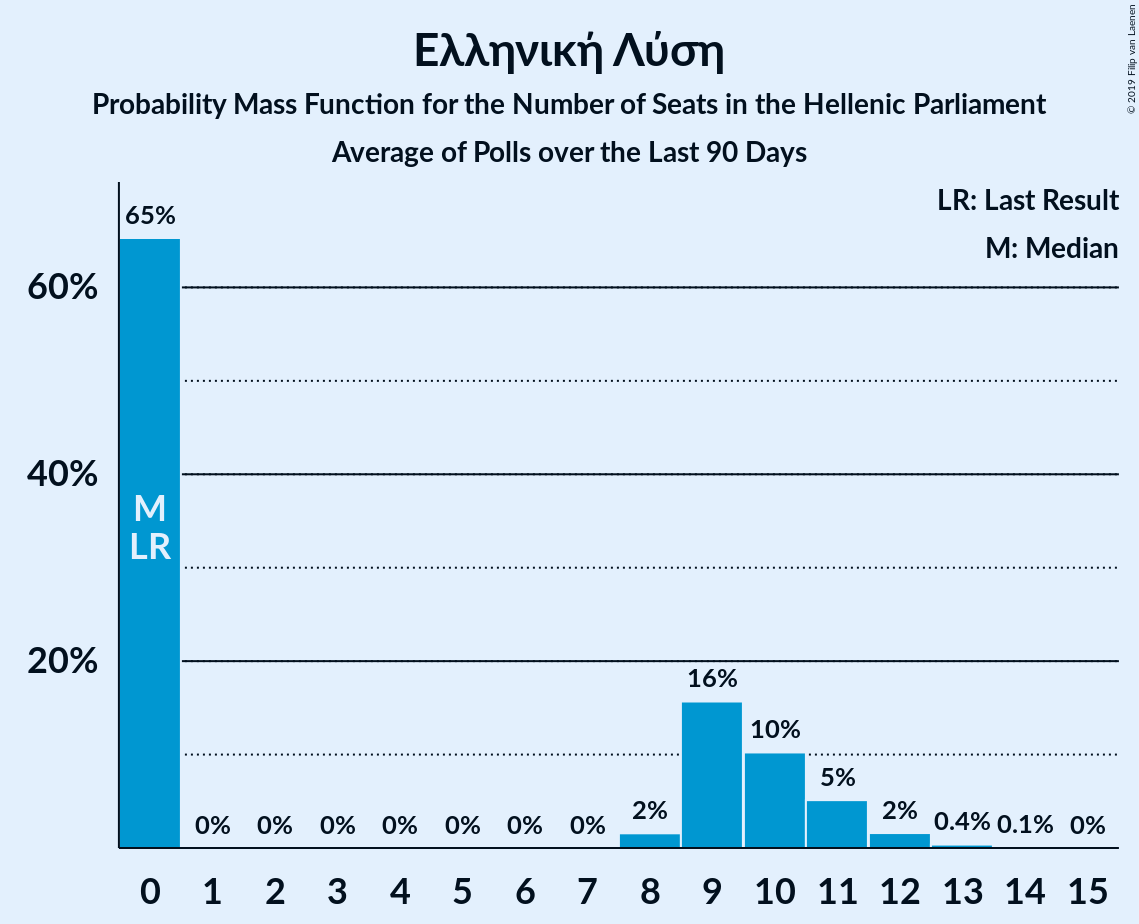 Ελληνική Λύση
Probability Mass Function for the Number of Seats in the Hellenic Parliament
Average of Polls over the Last 90 Days
© 2019 Filip van Laenen
LR: Last Result
M: Median
65%
60%
40%
20%
M
LR
0% 0% 0% 0% 0% 0% 0% 2% 16% 10% 5% 2% 0.4% 0.1% 0%
0 1 2 3 4 5 6 7 8 9 10 11 12 13 14 15